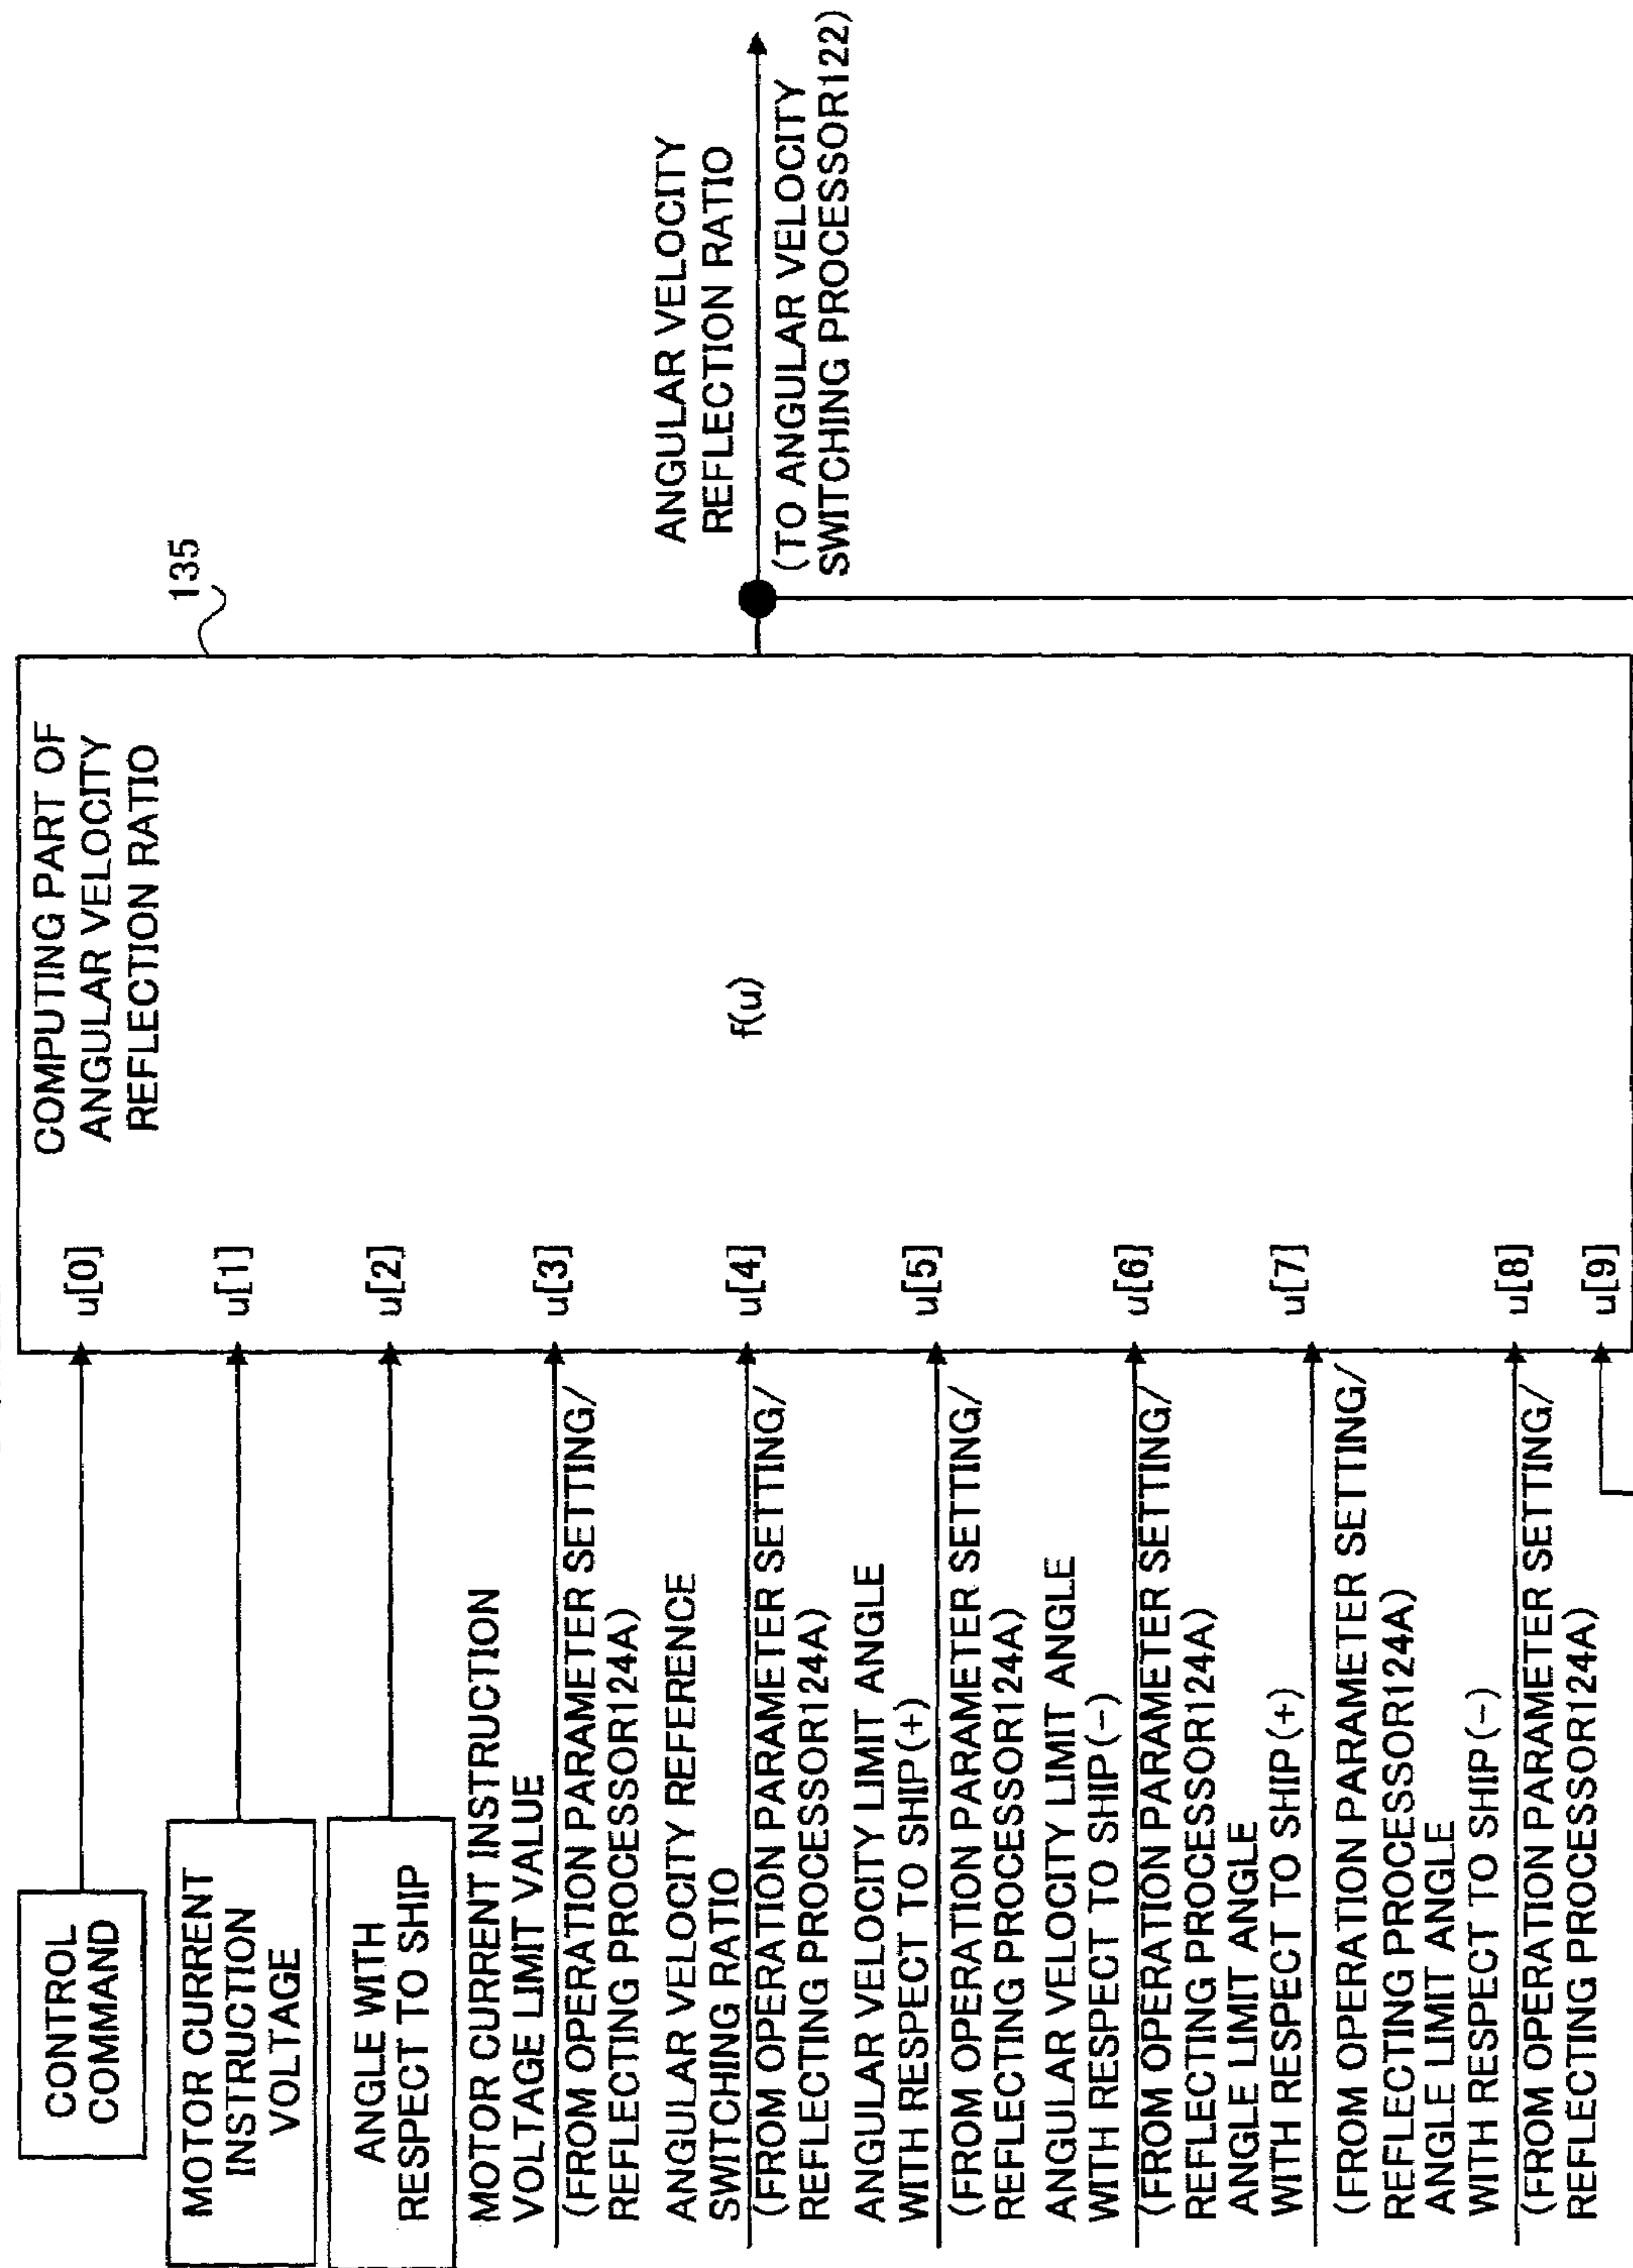 CONTROL
COMMAND
MOTOR CURRENT
INSTRUCTION
VOLTAGE
ANGLE WITH
RESPECT TO SHIP
MOTOR CURRENT INSTRUCTION
VOLTAGE LIMIT VALUE
(FROM OPERATION PARAMETER SETTING/
REFLECTING PROCESSOR124A)
ANGULAR VELOCITY REFERENCE
SWITCHING RATIO
(FROM OPERATION PARAMETER SETTING/
REFLECTING PROCESSOR124A)
ANGULAR VELOCITY LIMIT ANGLE
WITH RESPECT TO SHIP(+)
(FROM OPERATION PARAMETER SETTING/
REFLECTING PROCESSOR124A)
ANGULAR VELOCITY LIMIT ANGLE
WITH RESPECT TO SHIP(−)
(FROM OPERATION PARAMETER SETTING/
REFLECTING PROCESSOR124A)
ANGLE LIMIT ANGLE
WITH RESPECT TO SHIP(+)
(FROM OPERATION PARAMETER SETTING/
REFLECTING PROCESSOR124A)
ANGLE LIMIT ANGLE
WITH RESPECT TO SHIP(−)
(FROM OPERATION PARAMETER SETTING/
REFLECTING PROCESSOR124A)
u[0]
u[1]
u[2]
u[3]
u[4]
u[5]
u[6]
u[7]
u[8]
u[9]
COMPUTING PART OF
ANGULAR VELOCITY
REFLECTION RATIO
f(u)
135
ANGULAR VELOCITY
REFLECTION RATIO
(TO ANGULAR VELOCITY
SWITCHING PROCESSOR122)